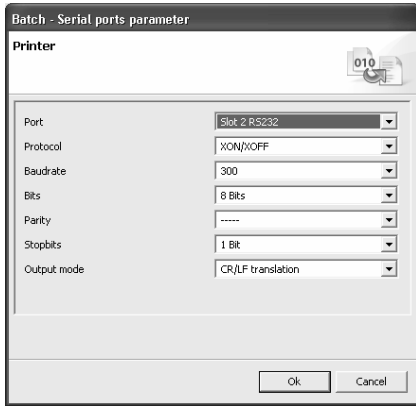 Batch - Serial ports parameter
Printer
010
Port Slot 2 RS232
Protocol XON/XOFF
Baudrate 300
Bits 8 Bits
Parity -----
Stopbits 1 Bit
Output mode CR/LF translation
Ok Cancel